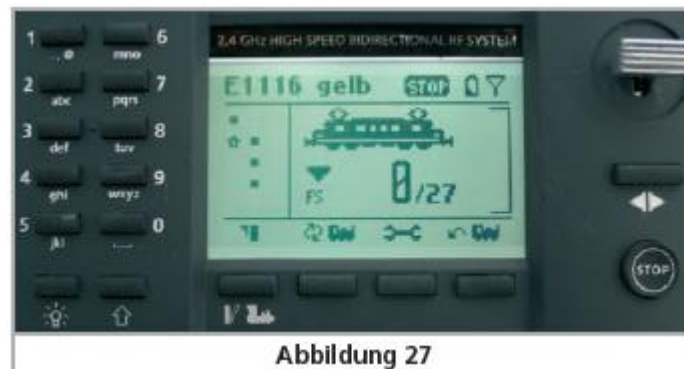 2.4 GHz HIGH SPEED BIDIRECTIONAL RF SYSTEM
E1116 gelb STOP
1 ., @ mno 6
2 abc pqrs 7
3 def tuv 8
4 ghi wxyz 9
5 jkl 0
FS 0/27
STOP
Abbildung 27